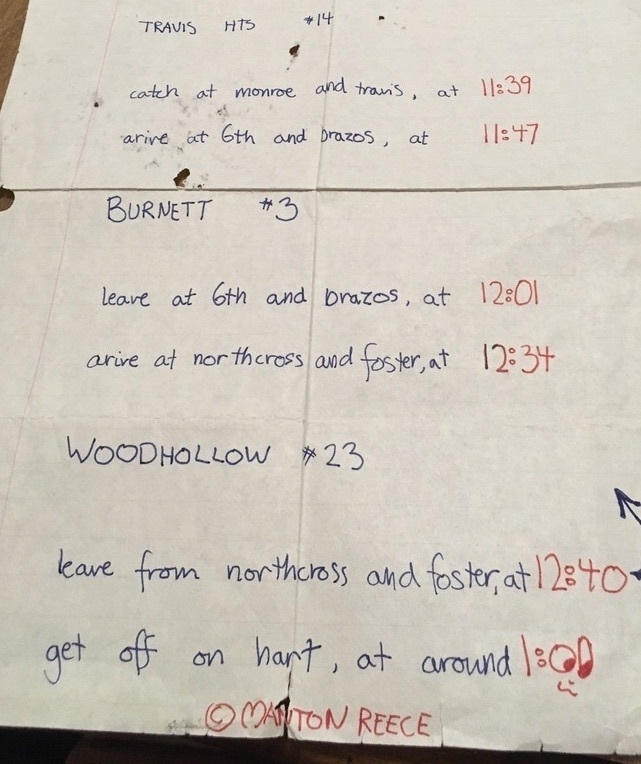 TRAVIS HTS #14
catch at monroe and travis, at 11:39
arive at 6th and brazos, at 11:47
BURNETT #3
leave at 6th and brazos, at 12:01
arive at northcross and foster, at 12:34
WOODHOLLOW #23
leave from northcross and foster, at 12:40
get off on hart, at around 1:00
© MANTON REECE